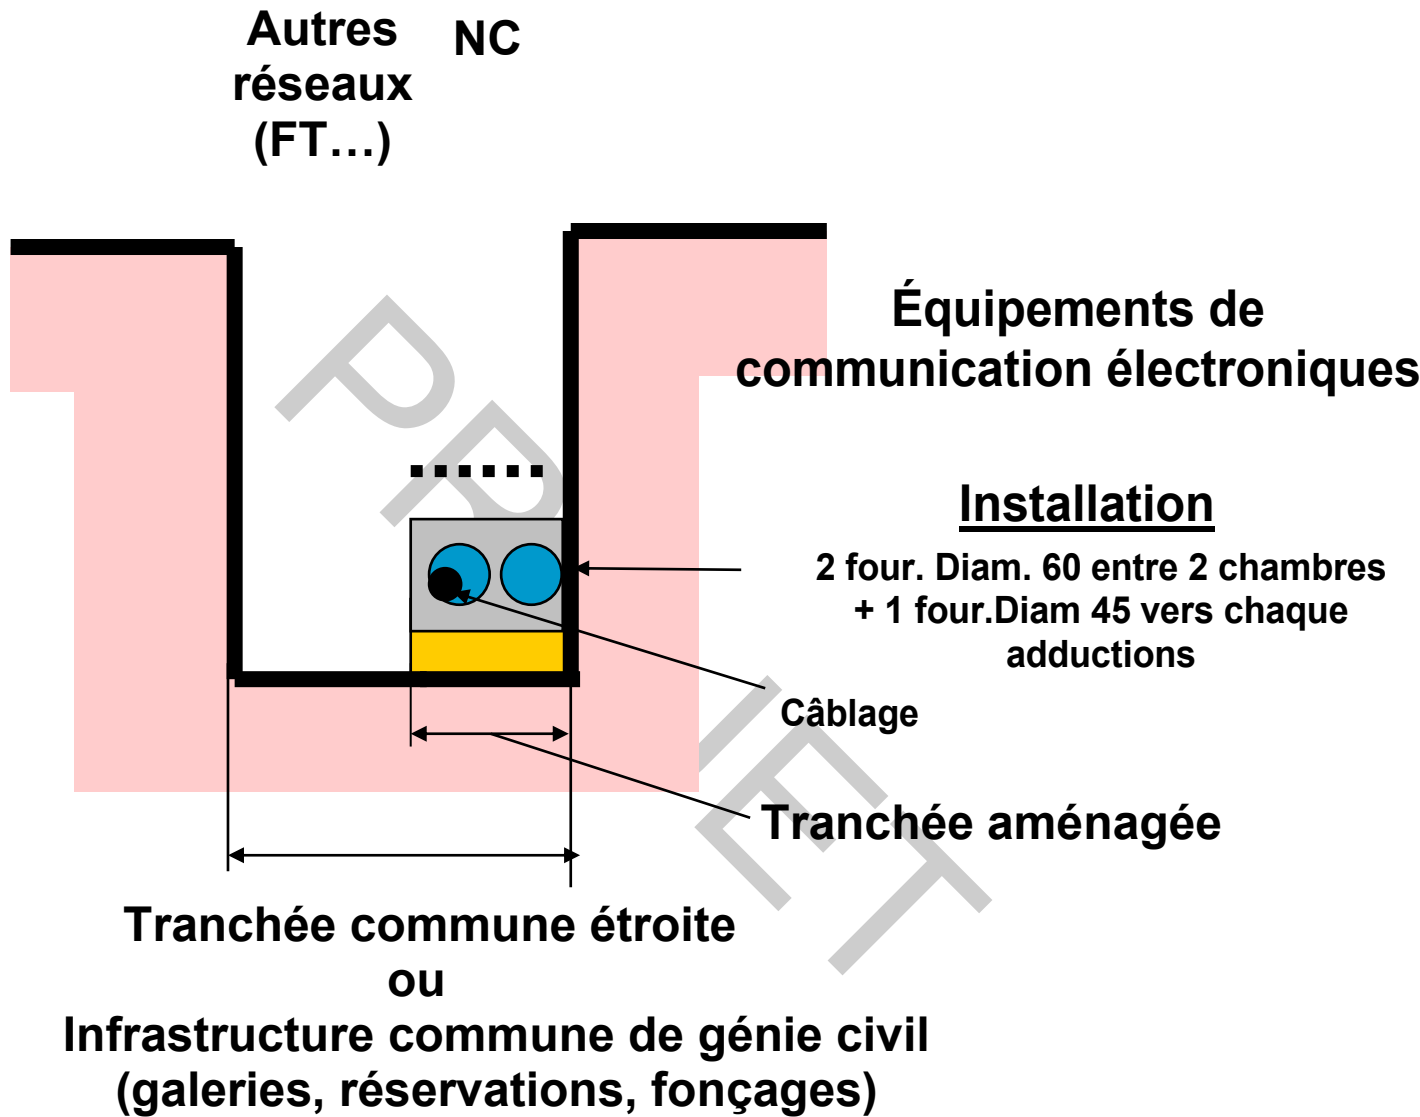 Autres
réseaux
(FT…)
NC
Équipements de
communication électroniques
Installation
2 four. Diam. 60 entre 2 chambres
+ 1 four.Diam 45 vers chaque
adductions
Câblage
Tranchée aménagée
Tranchée commune étroite
ou
Infrastructure commune de génie civil
(galeries, réservations, fonçages)